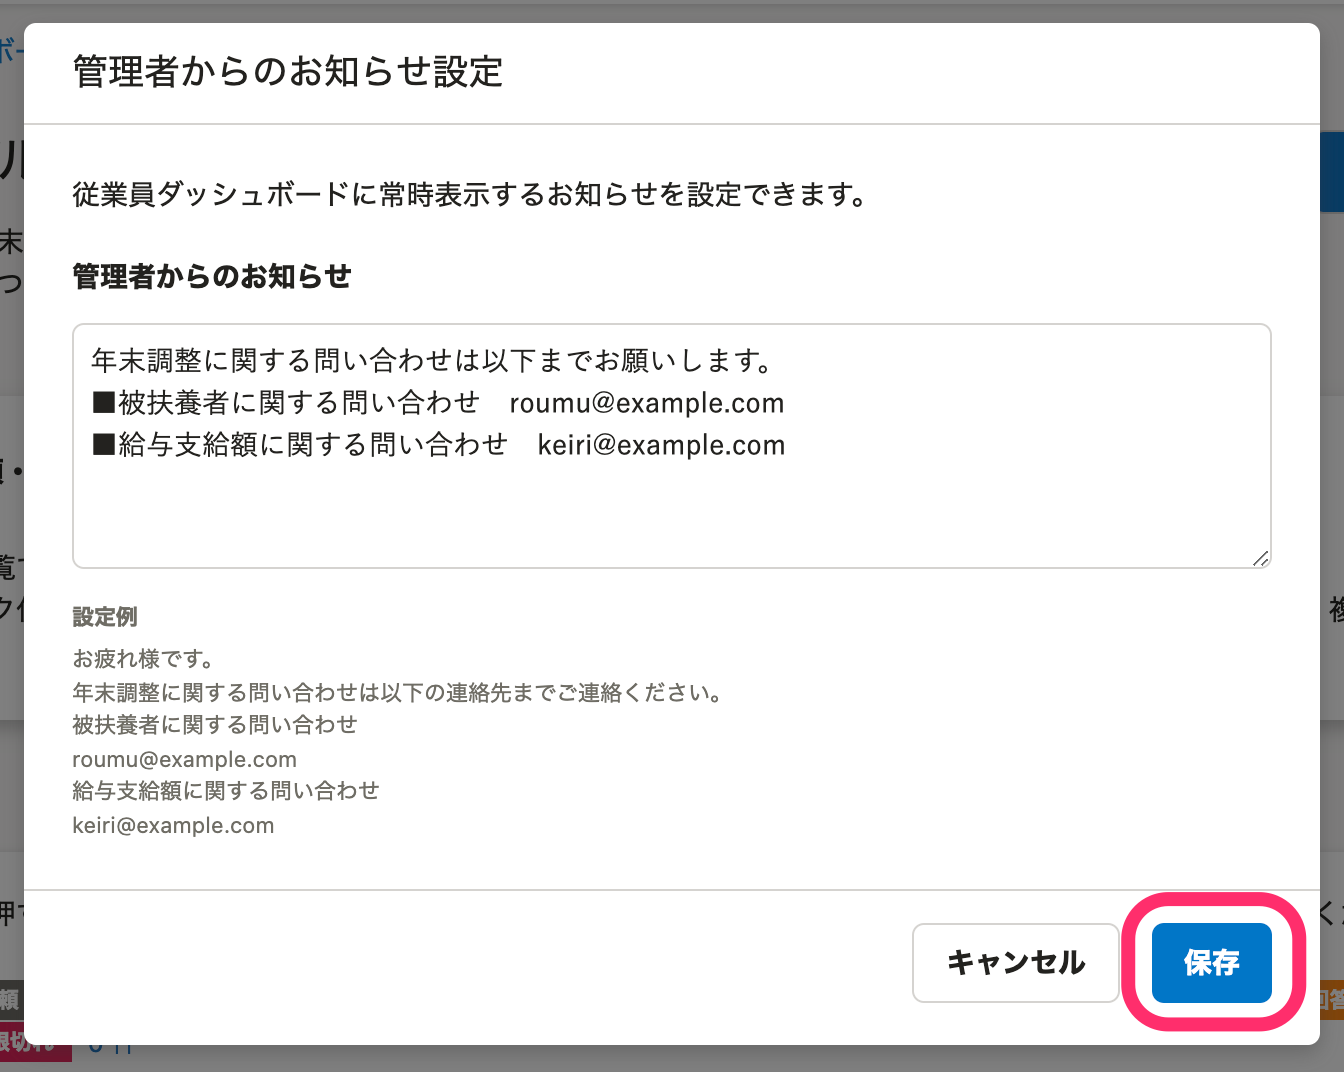 管理者からのお知らせ設定
従業員ダッシュボードに常時表示するお知らせを設定できます。
管理者からのお知らせ
年末調整に関する問い合わせは以下までお願いします。
■被扶養者に関する問い合わせ　roumu@example.com
■給与支給額に関する問い合わせ　keiri@example.com
設定例
お疲れ様です。
年末調整に関する問い合わせは以下の連絡先までご連絡ください。
被扶養者に関する問い合わせ
roumu@example.com
給与支給額に関する問い合わせ
keiri@example.com
キャンセル
保存